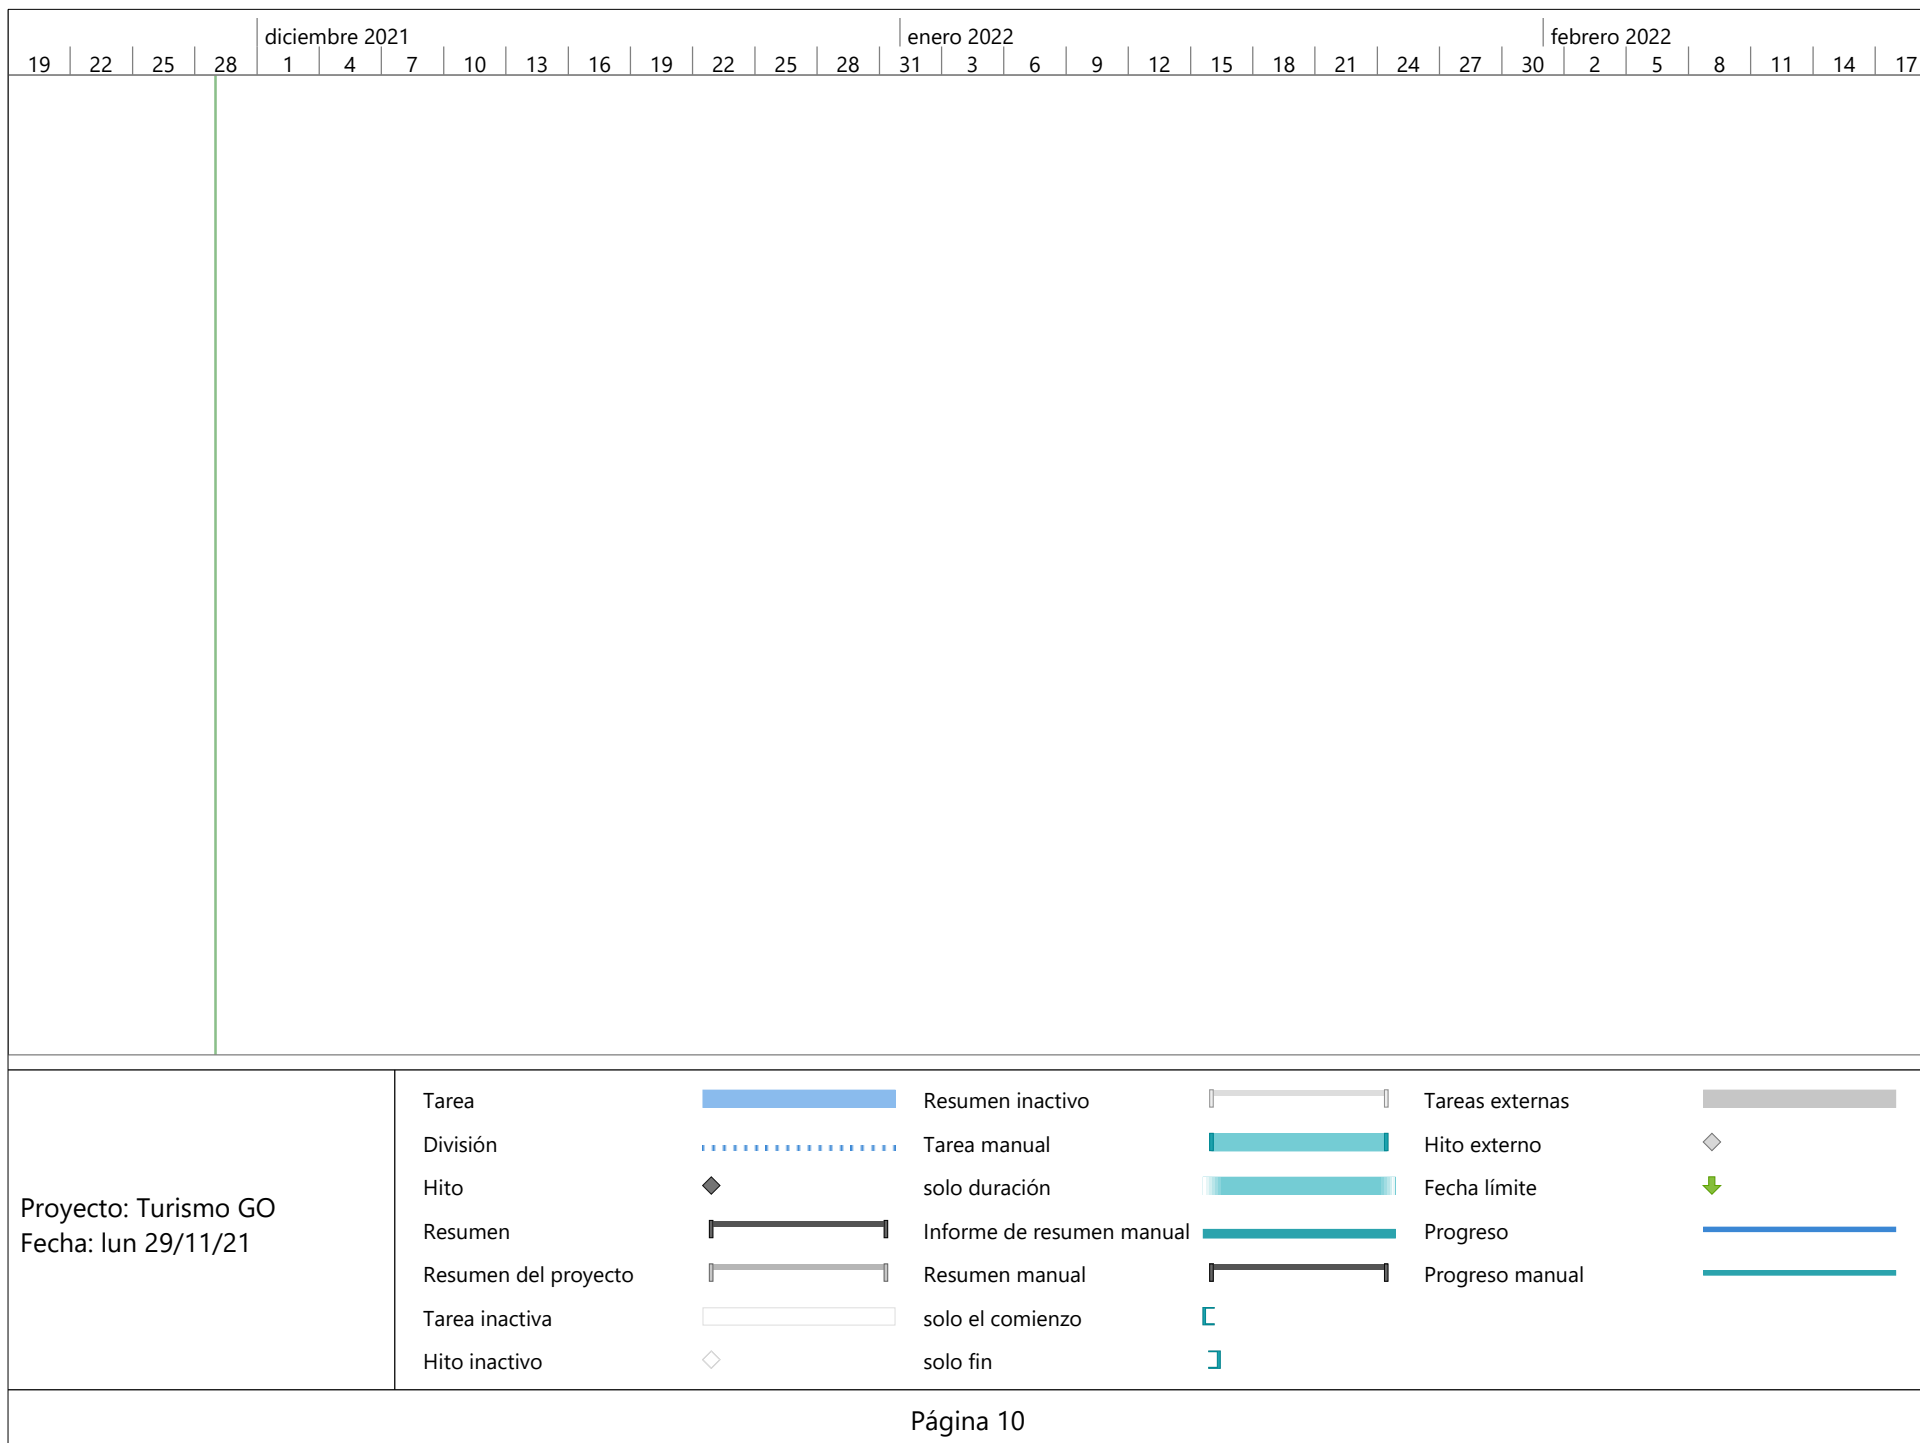 diciembre 2021 enero 2022 febrero 2022
19 22 25 28 1 4 7 10 13 16 19 22 25 28 31 3 6 9 12 15 18 21 24 27 30 2 5 8 11 14 17
Proyecto: Turismo GO
Fecha: lun 29/11/21
Tarea
División
Hito
Resumen
Resumen del proyecto
Tarea inactiva
Hito inactivo
Resumen inactivo
Tarea manual
solo duración
Informe de resumen manual
Resumen manual
solo el comienzo
solo fin
Tareas externas
Hito externo
Fecha límite
Progreso
Progreso manual
Página 10